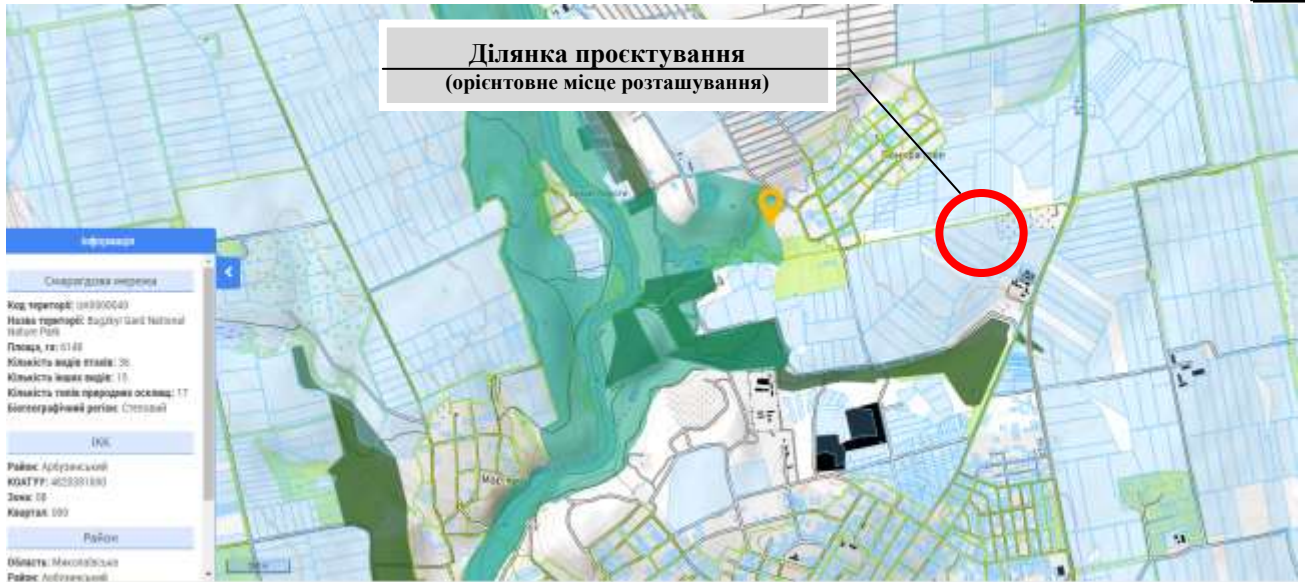 Ділянка проєктування
(орієнтовне місце розташування)
Інформація
Смарагдова мережа
Код території: UA0000040
Назва території: Bugzkyi Gard National
Nature Park
Площа, га: 6148
Кількість видів птахів: 36
Кількість інших видів: 15
Кількість типів природних оселищ: 17
Біогеографічний регіон: Степовий
ІКК
Район: Арбузинський
КОАТУУ:
Зона: 08
Квартал: 000
Район
Область: Миколаївська
Район: Арбузинський